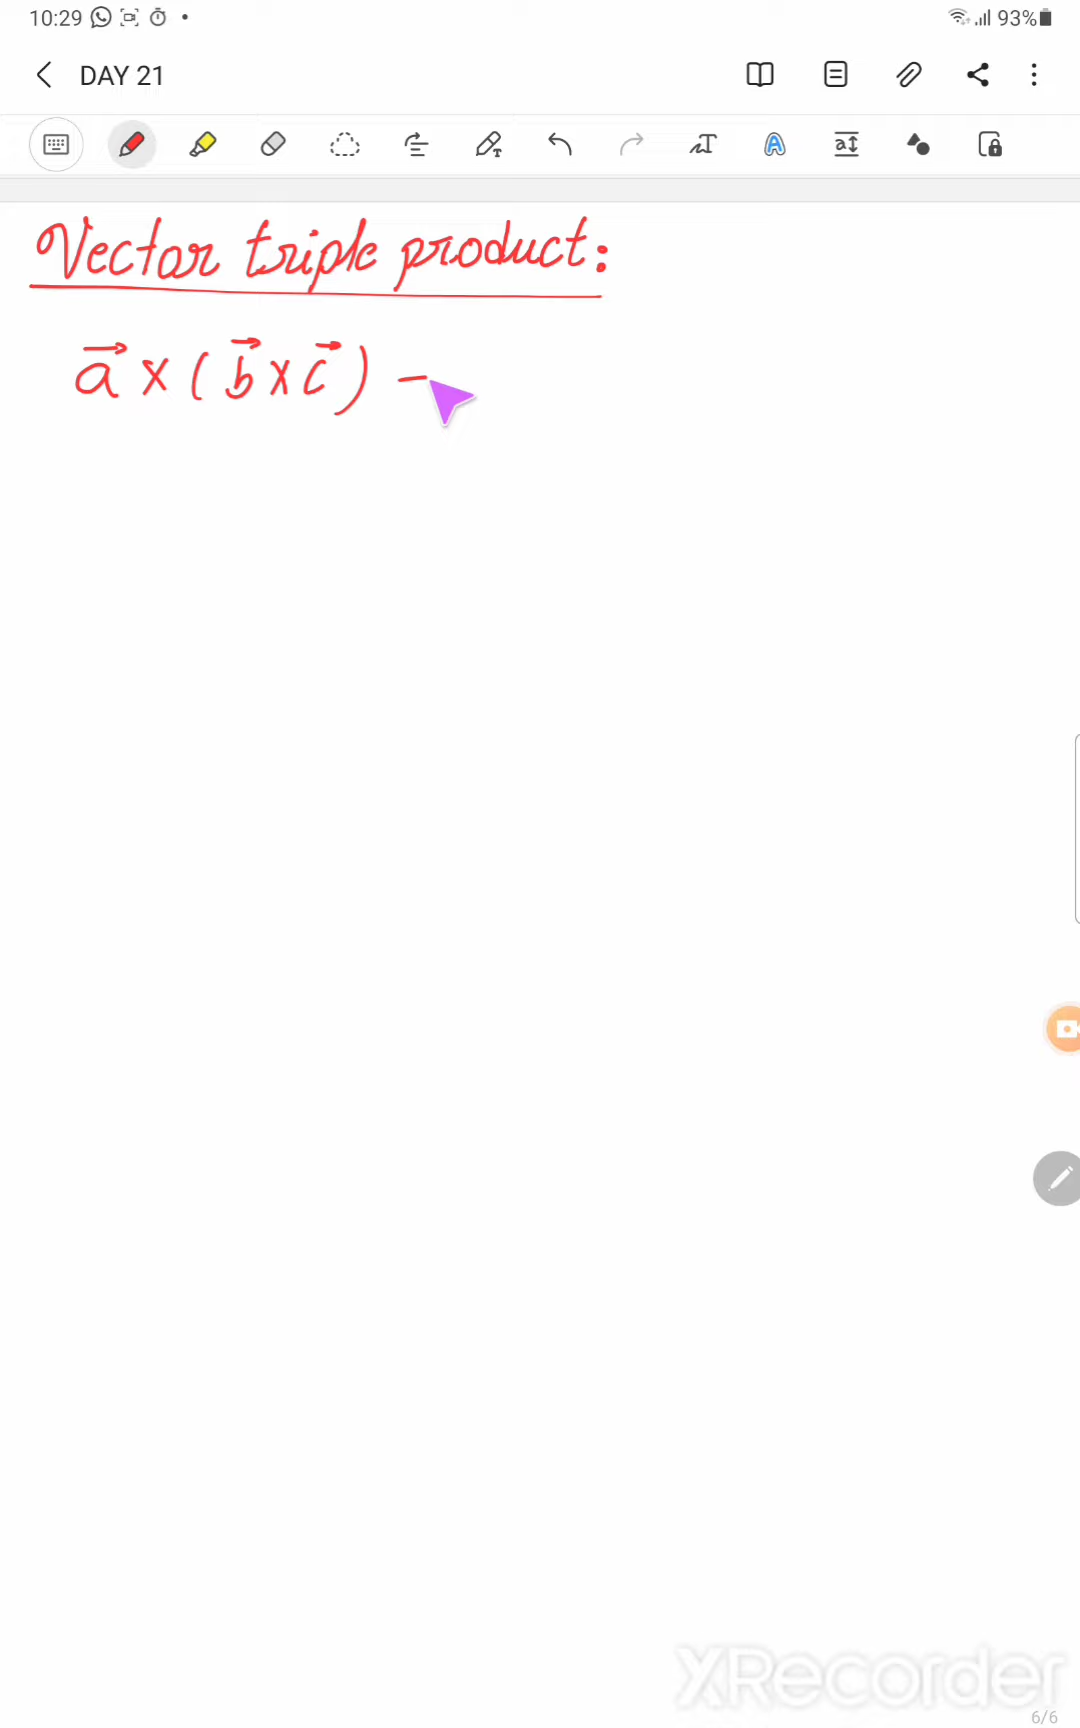 10:29 93%
DAY 21
Vector triple product:
a⃗ × ( b⃗ × c⃗ ) −
XRecorder
6/6